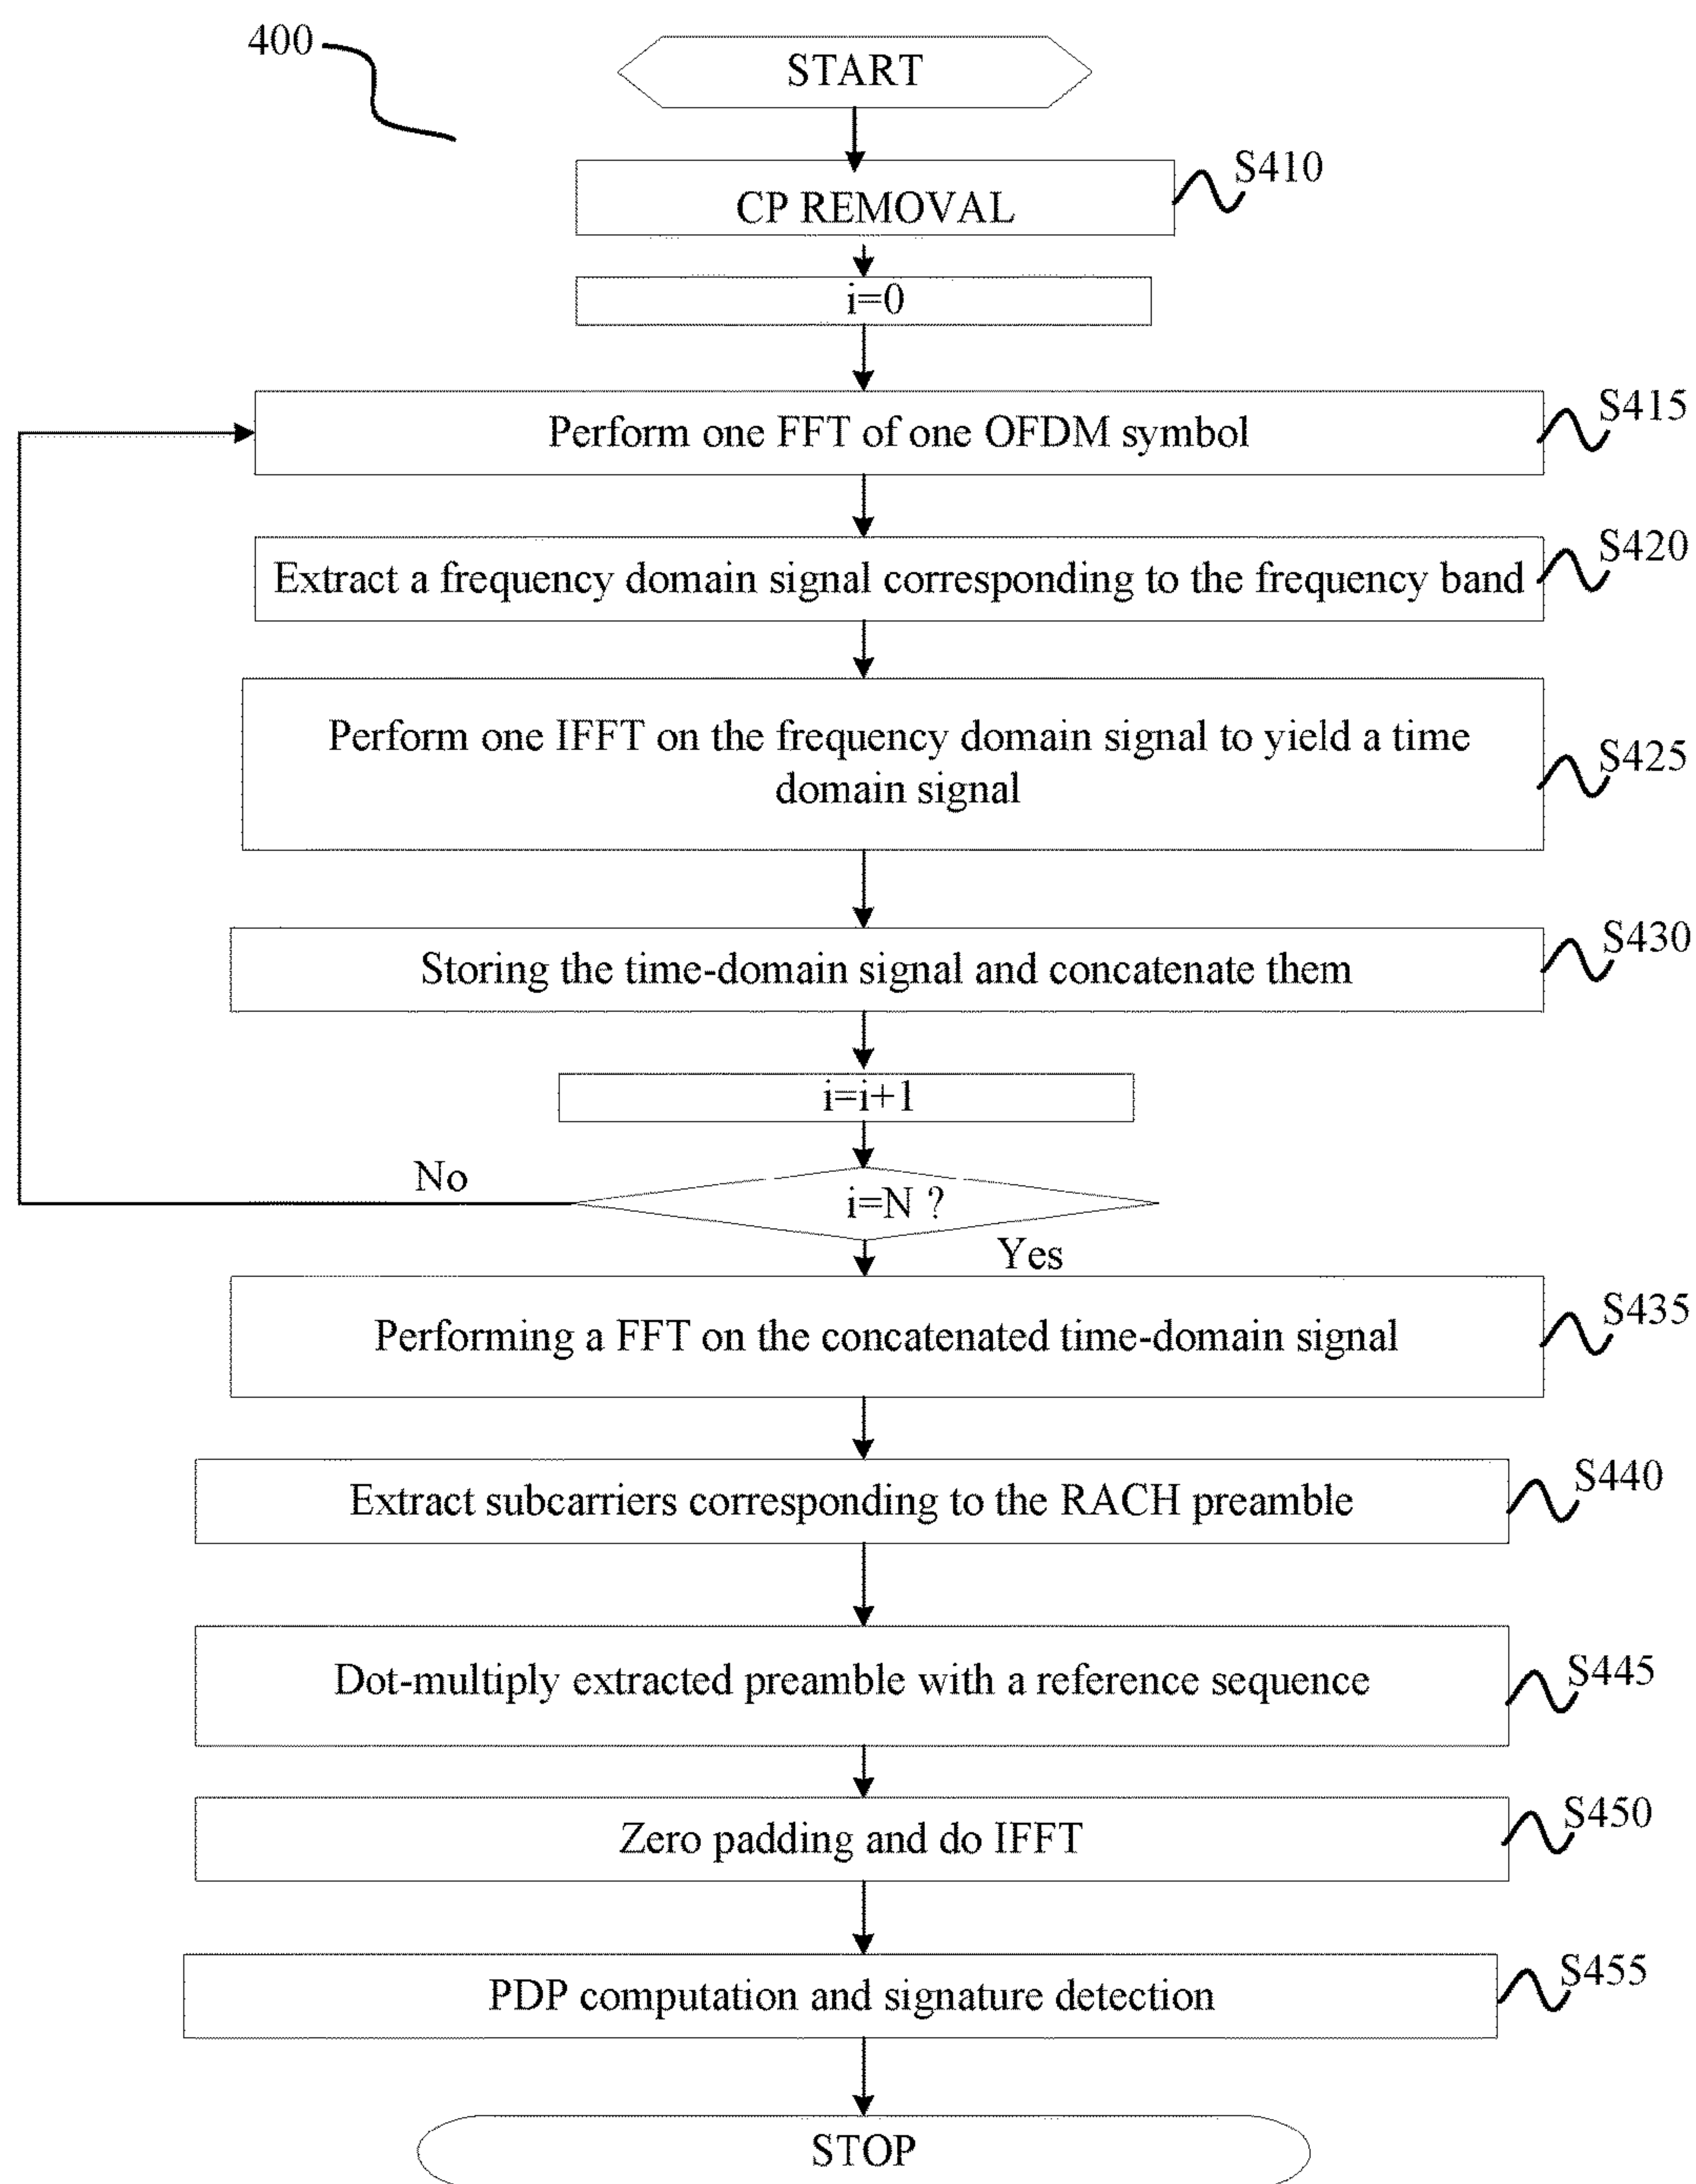 400
START
S410
CP REMOVAL
i=0
S415
Perform one FFT of one OFDM symbol
S420
Extract a frequency domain signal corresponding to the frequency band
Perform one IFFT on the frequency domain signal to yield a time
domain signal
S425
S430
Storing the time-domain signal and concatenate them
i=i+1
No
i=N ?
Yes
S435
Performing a FFT on the concatenated time-domain signal
S440
Extract subcarriers corresponding to the RACH preamble
S445
Dot-multiply extracted preamble with a reference sequence
S450
Zero padding and do IFFT
S455
PDP computation and signature detection
STOP